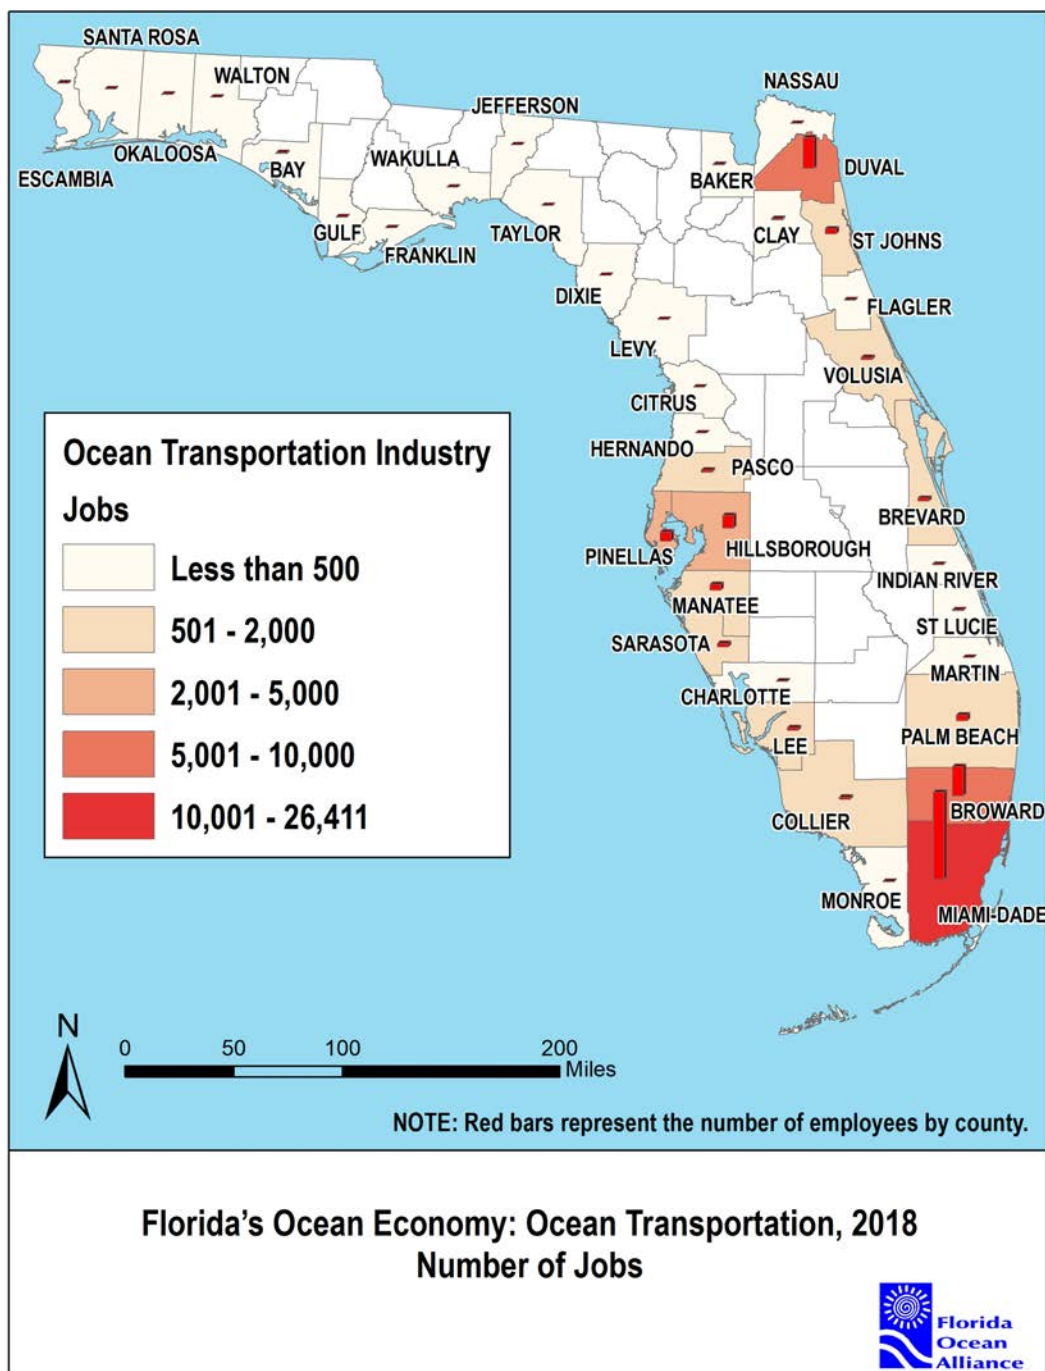 SANTA ROSA
WALTON
NASSAU
JEFFERSON
OKALOOSA
BAY
WAKULLA
BAKER
DUVAL
ESCAMBIA
GULF
FRANKLIN
TAYLOR
CLAY
ST JOHNS
DIXIE
FLAGLER
LEVY
VOLUSIA
CITRUS
HERNANDO
PASCO
BREVARD
PINELLAS
HILLSBOROUGH
INDIAN RIVER
MANATEE
ST LUCIE
SARASOTA
MARTIN
CHARLOTTE
PALM BEACH
LEE
BROWARD
COLLIER
MONROE
MIAMI-DADE
Ocean Transportation Industry
Jobs
Less than 500
501 - 2,000
2,001 - 5,000
5,001 - 10,000
10,001 - 26,411
N
0 50 100 200
Miles
NOTE: Red bars represent the number of employees by county.
Florida's Ocean Economy: Ocean Transportation, 2018
Number of Jobs
Florida
Ocean
Alliance